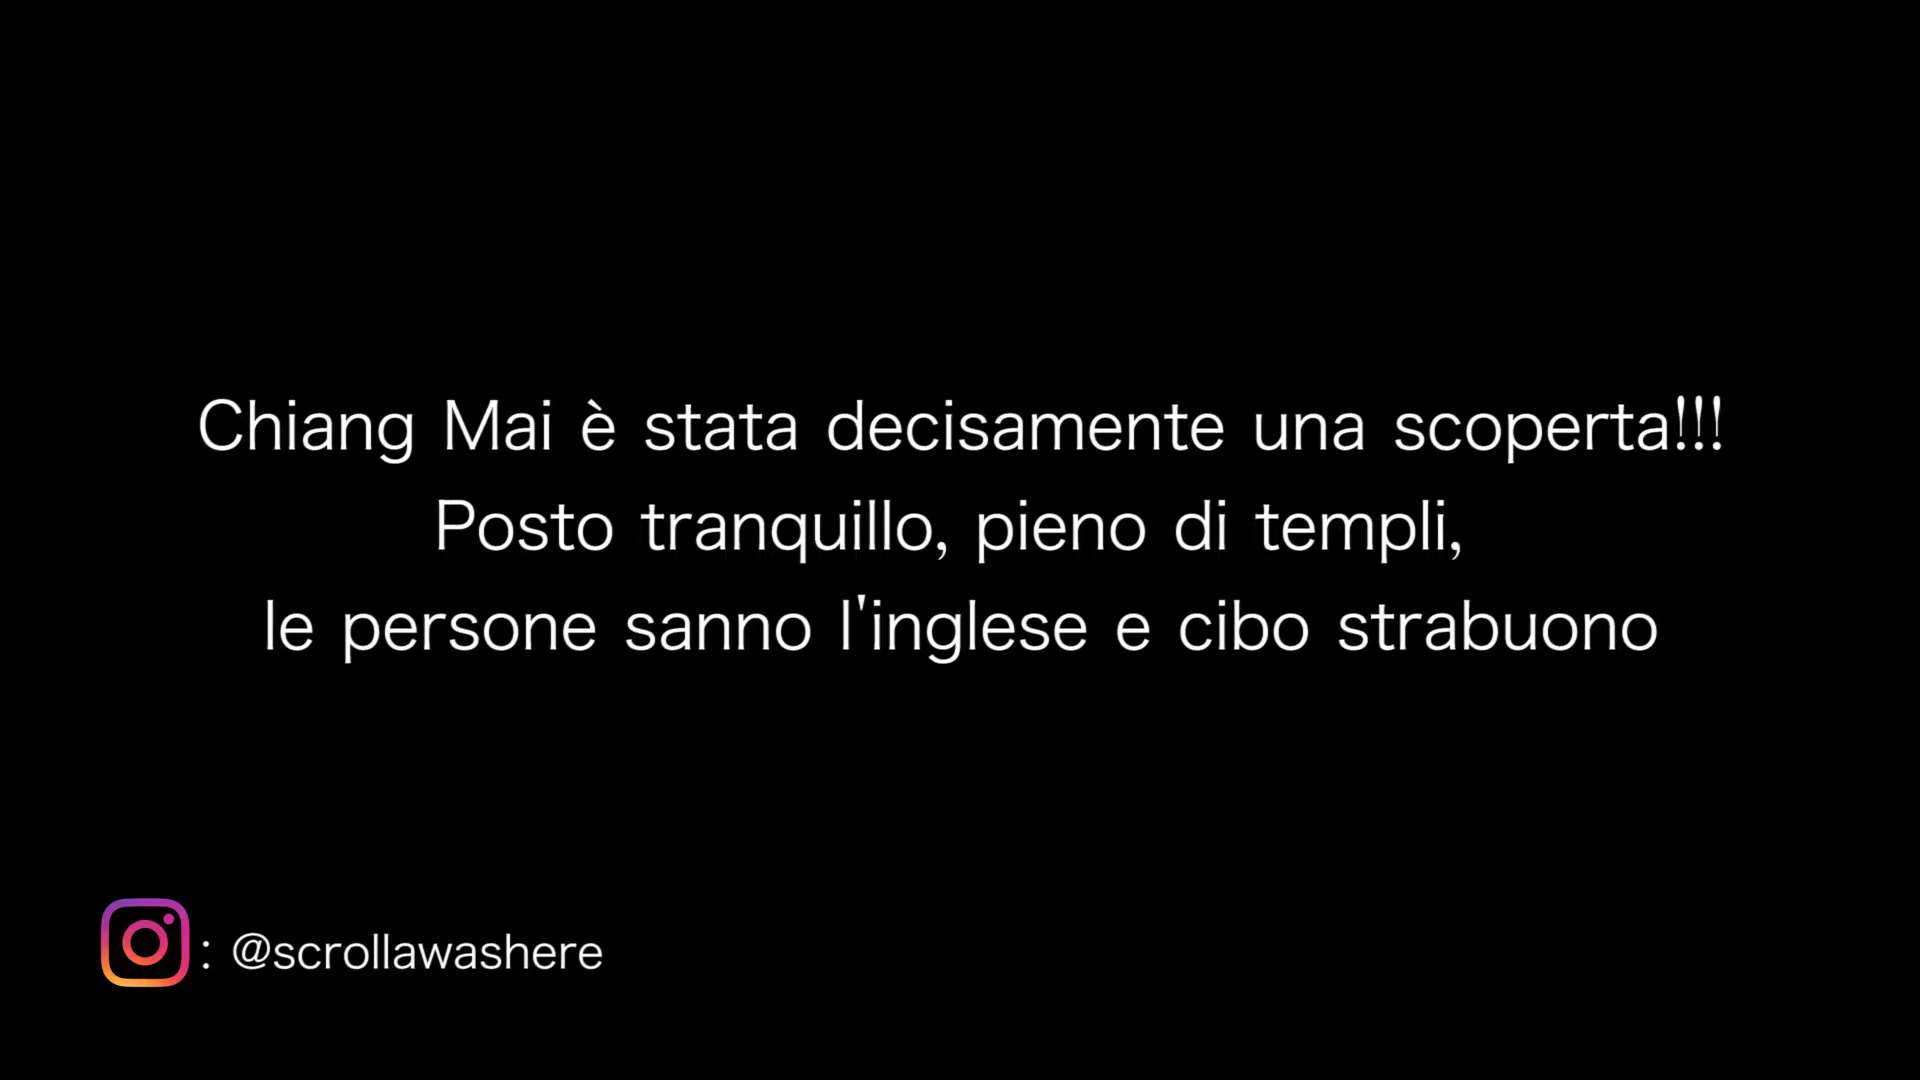 Chiang Mai è stata decisamente una scoperta!!!
Posto tranquillo, pieno di templi,
le persone sanno l'inglese e cibo strabuono
: @scrollawashere